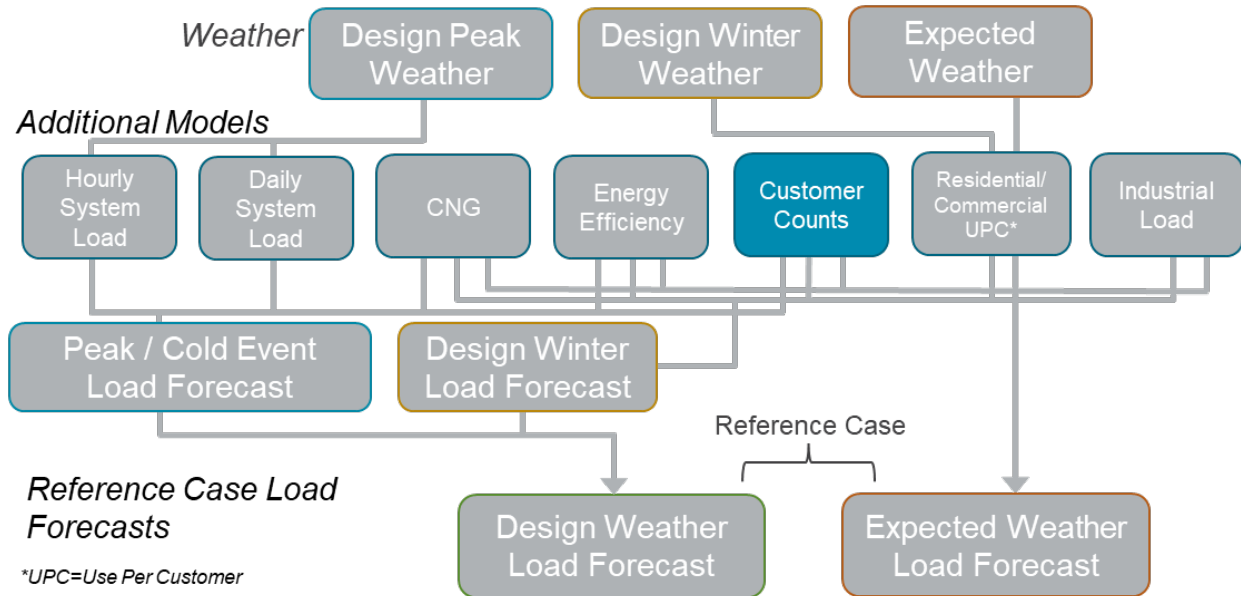 Weather
Design Peak
Weather
Design Winter
Weather
Expected
Weather
Additional Models
Hourly
System
Load
Daily
System
Load
CNG
Energy
Efficiency
Customer
Counts
Residential/
Commercial
UPC*
Industrial
Load
Peak / Cold Event
Load Forecast
Design Winter
Load Forecast
Reference Case
Reference Case Load
Forecasts
Design Weather
Load Forecast
Expected Weather
Load Forecast
*UPC=Use Per Customer